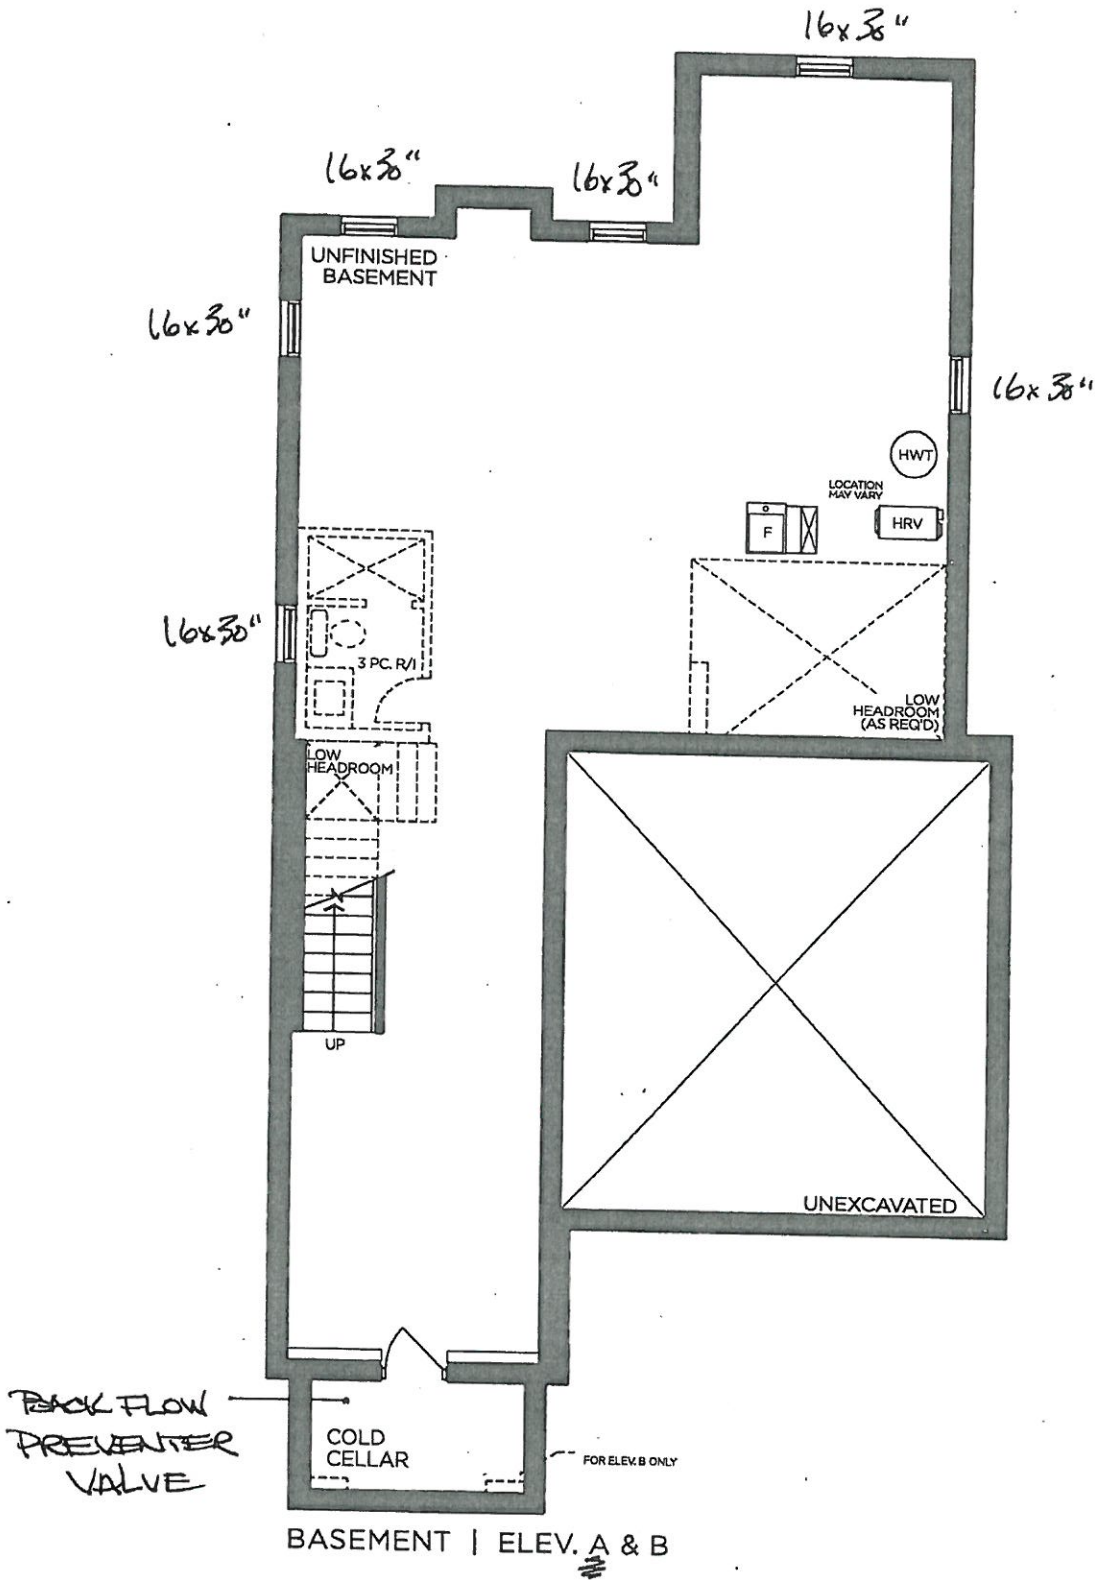 16x30"
16x30"
16x30"
UNFINISHED
BASEMENT
16x30"
16x30"
HWT
LOCATION
MAY VARY
F
HRV
16x30"
3 PC. R/I
LOW
HEADROOM
(AS REQ'D)
LOW
HEADROOM
UP
UNEXCAVATED
BACK FLOW
PREVENTER
VALVE
COLD
CELLAR
FOR ELEV. B ONLY
BASEMENT | ELEV. A & B